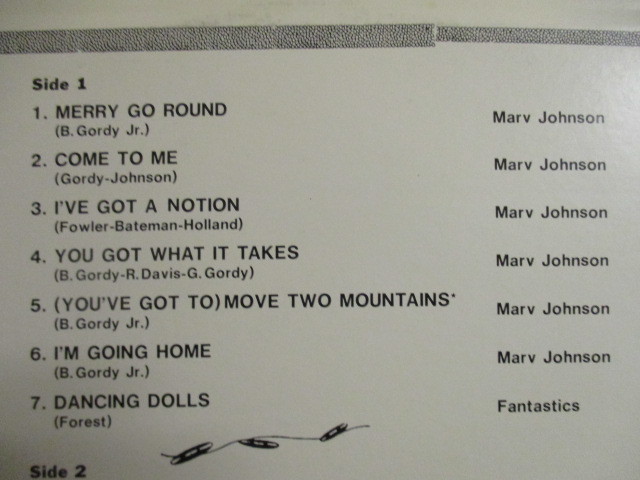 Side 1
1. MERRY GO ROUND Marv Johnson
(B. Gordy Jr.)
2. COME TO ME Marv Johnson
(Gordy-Johnson)
3. I'VE GOT A NOTION Marv Johnson
(Fowler-Bateman-Holland)
4. YOU GOT WHAT IT TAKES Marv Johnson
(B. Gordy-R. Davis-G. Gordy)
5. (YOU'VE GOT TO) MOVE TWO MOUNTAINS* Marv Johnson
(B. Gordy Jr.)
6. I'M GOING HOME Marv Johnson
(B. Gordy Jr.)
7. DANCING DOLLS Fantastics
(Forest)
Side 2